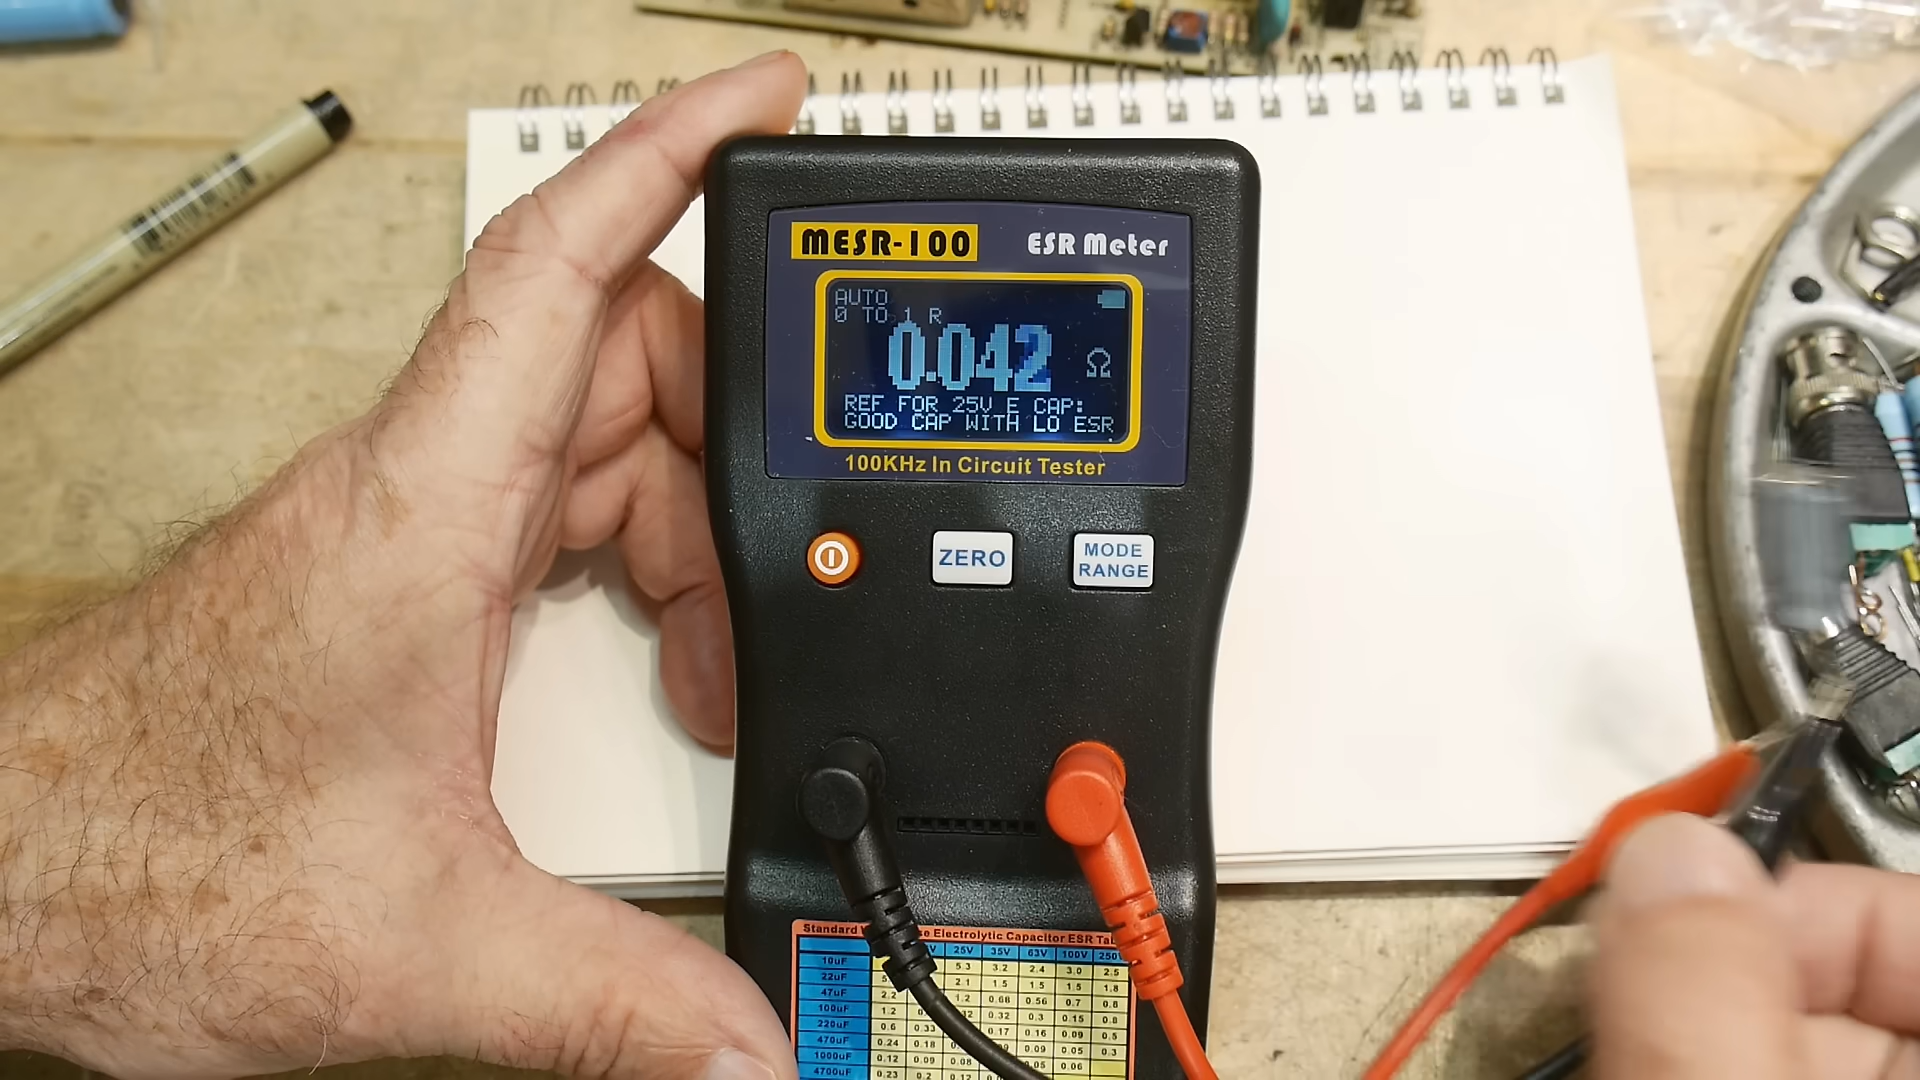 MESR-100
ESR Meter
AUTO
0 TO 1 R
0.042 Ω
REF FOR 25V E CAP:
GOOD CAP WITH LO ESR
100KHz In Circuit Tester
ZERO
MODE
RANGE
Standard Electrolytic Capacitor ESR
25V 35V 63V 100V
10uF 5.3 3.2 2.4 3.0 2.5
22uF 2.1 1.5 1.5 1.5 1.8
47uF 2.2 1.2 0.68 0.56 0.7 0.8
100uF 1.2 0.32 0.3 0.15 0.8
220uF 0.6 0.33 0.17 0.16 0.09 0.5
470uF 0.24 0.18 0.09 0.05 0.3
1000uF 0.12 0.09 0.08 0.05 0.06
4700uF 0.23 0.2 0.12